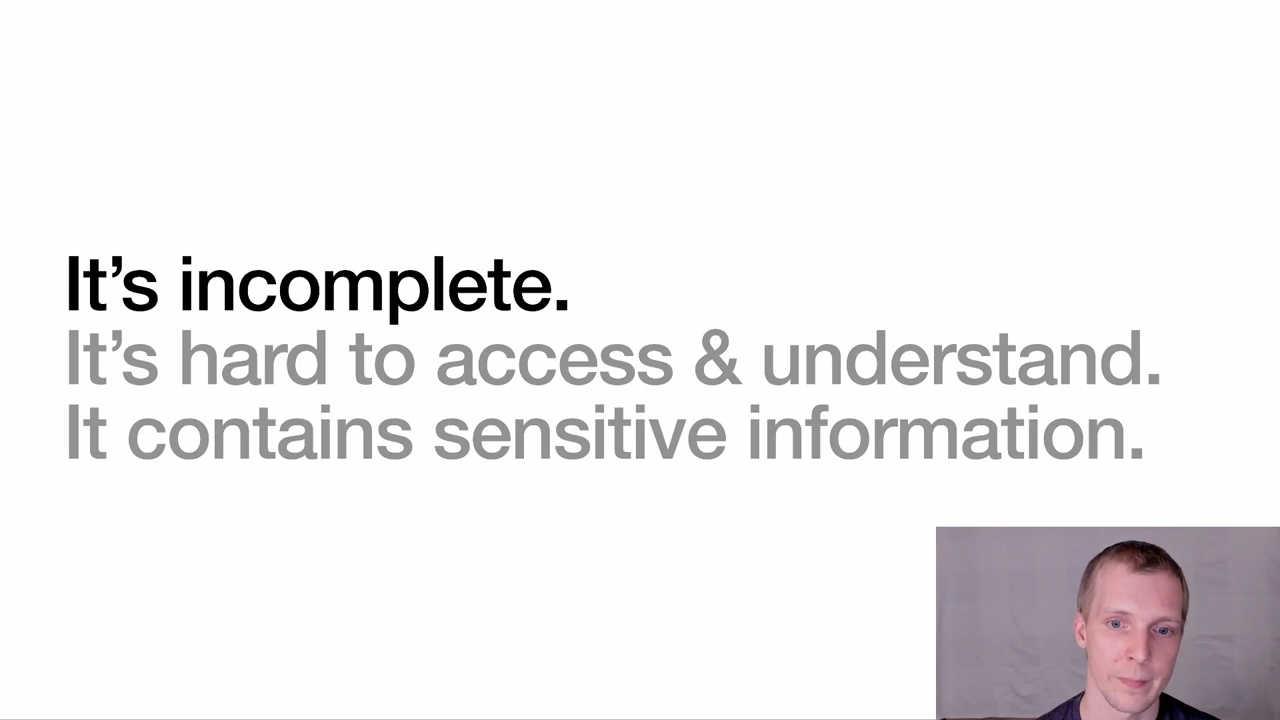 It’s incomplete.
It’s hard to access & understand.
It contains sensitive information.